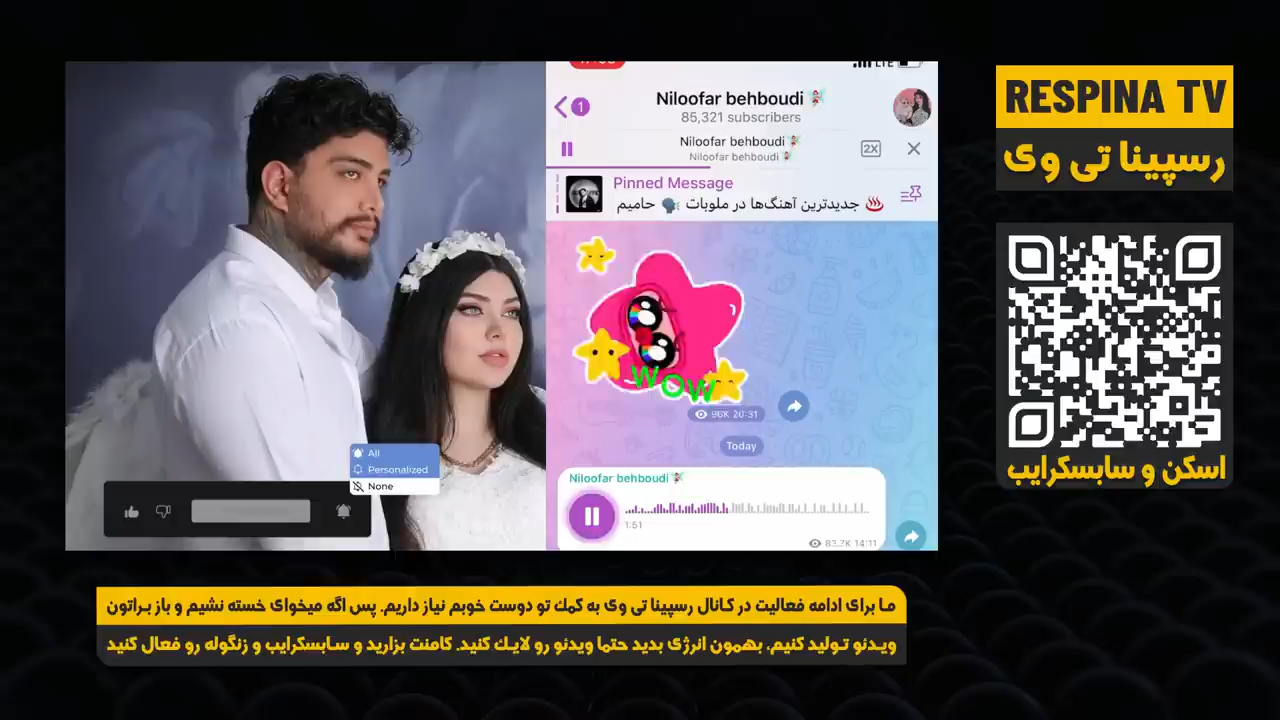 LTE
1
Niloofar behboudi
85,321 subscribers
Niloofar behboudi
Niloofar behboudi
2X
Pinned Message
جدیدترین آهنگ‌ها در ملوبات 🗣 حامیم
WOW
96K 20:31
Today
Niloofar behboudi
1:51
83.7K 14:11
All
Personalized
None
RESPINA TV
رسپینا تی وی
اسکن و سابسکرایب
ما برای ادامه فعالیت در کانال رسپینا تی وی به کمک تو دوست خوبم نیاز داریم. پس اگه میخوای خسته نشیم و باز براتون
ویدئو تولید کنیم، بهمون انرژی بدید حتما ویدئو رو لایک کنید. کامنت بزارید و سابسکرایب و زنگوله رو فعال کنید